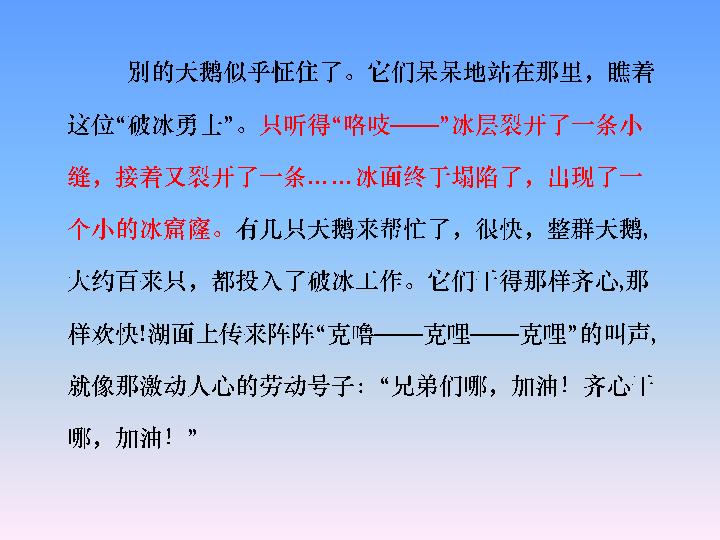 别的天鹅似乎怔住了。它们呆呆地站在那里，瞧着
这位“破冰勇士”。只听得“咯吱——”冰层裂开了一条小
缝，接着又裂开了一条……冰面终于塌陷了，出现了一
个小的冰窟窿。有几只天鹅来帮忙了，很快，整群天鹅,
大约百来只，都投入了破冰工作。它们干得那样齐心,那
样欢快!湖面上传来阵阵“克噜——克哩——克哩”的叫声,
就像那激动人心的劳动号子：“兄弟们哪，加油！齐心干
哪，加油！”